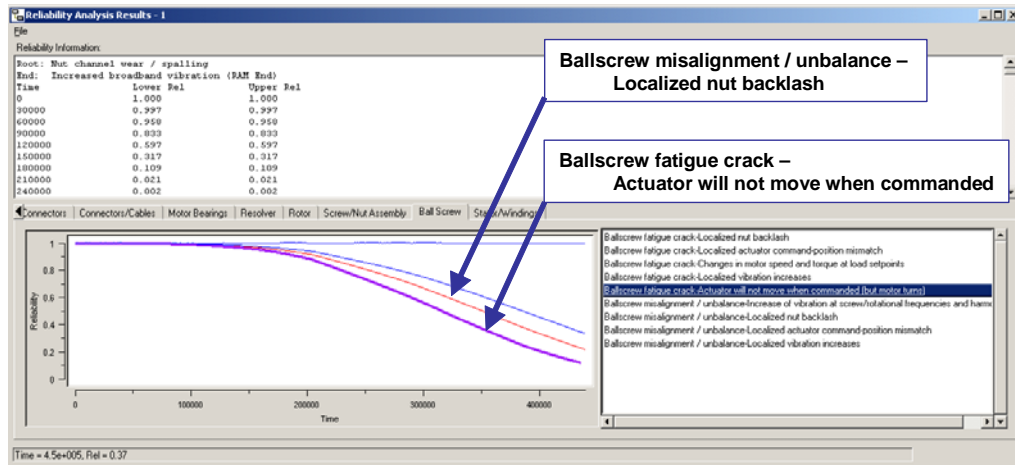 Reliability Analysis Results - 1
File
Reliability Information:
Root: Nut channel wear / spalling
End: Increased broadband vibration (RAM End)
Time Lower Rel Upper Rel
0 1.000 1.000
30000 0.997 0.997
60000 0.958 0.958
90000 0.833 0.833
120000 0.597 0.597
150000 0.317 0.317
180000 0.109 0.109
210000 0.021 0.021
240000 0.002 0.002
Ballscrew misalignment / unbalance –
Localized nut backlash
Ballscrew fatigue crack –
Actuator will not move when commanded
Connectors Connectors/Cables Motor Bearings Resolver Rotor Screw/Nut Assembly Ball Screw Stator/Windings
1
0.8
0.6
0.4
0.2
0
Reliability
0 100000 200000 300000 400000
Time
Ballscrew fatigue crack-Localized nut backlash
Ballscrew fatigue crack-Localized actuator command-position mismatch
Ballscrew fatigue crack-Changes in motor speed and torque at load setpoints
Ballscrew fatigue crack-Localized vibration increases
Ballscrew fatigue crack-Actuator will not move when commanded (but motor turns)
Ballscrew misalignment / unbalance-Increase of vibration at screw/rotational frequencies and harmo
Ballscrew misalignment / unbalance-Localized nut backlash
Ballscrew misalignment / unbalance-Localized actuator command-position mismatch
Ballscrew misalignment / unbalance-Localized vibration increases
Time = 4.5e+005, Rel = 0.37